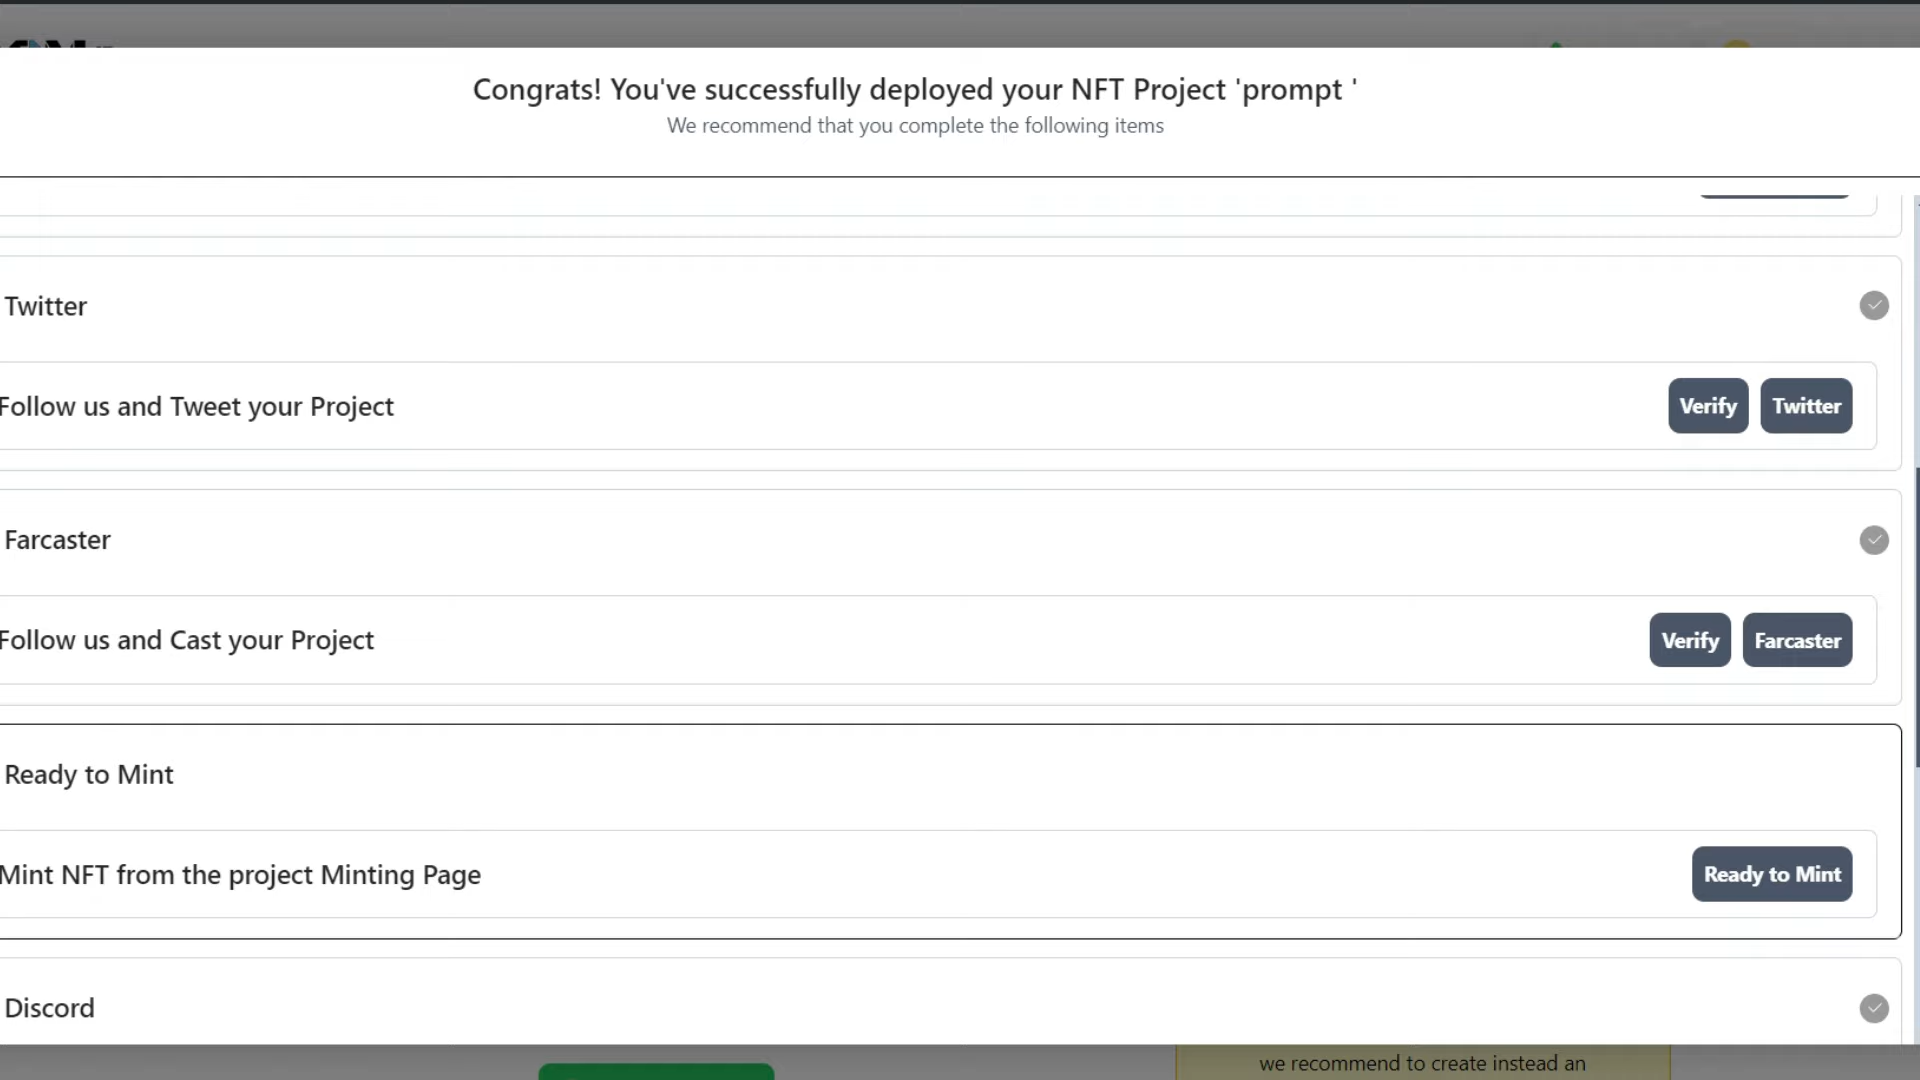 Congrats! You've successfully deployed your NFT Project 'prompt '
We recommend that you complete the following items
Twitter
Follow us and Tweet your Project
Verify
Twitter
Farcaster
Follow us and Cast your Project
Verify
Farcaster
Ready to Mint
Mint NFT from the project Minting Page
Ready to Mint
Discord
we recommend to create instead an